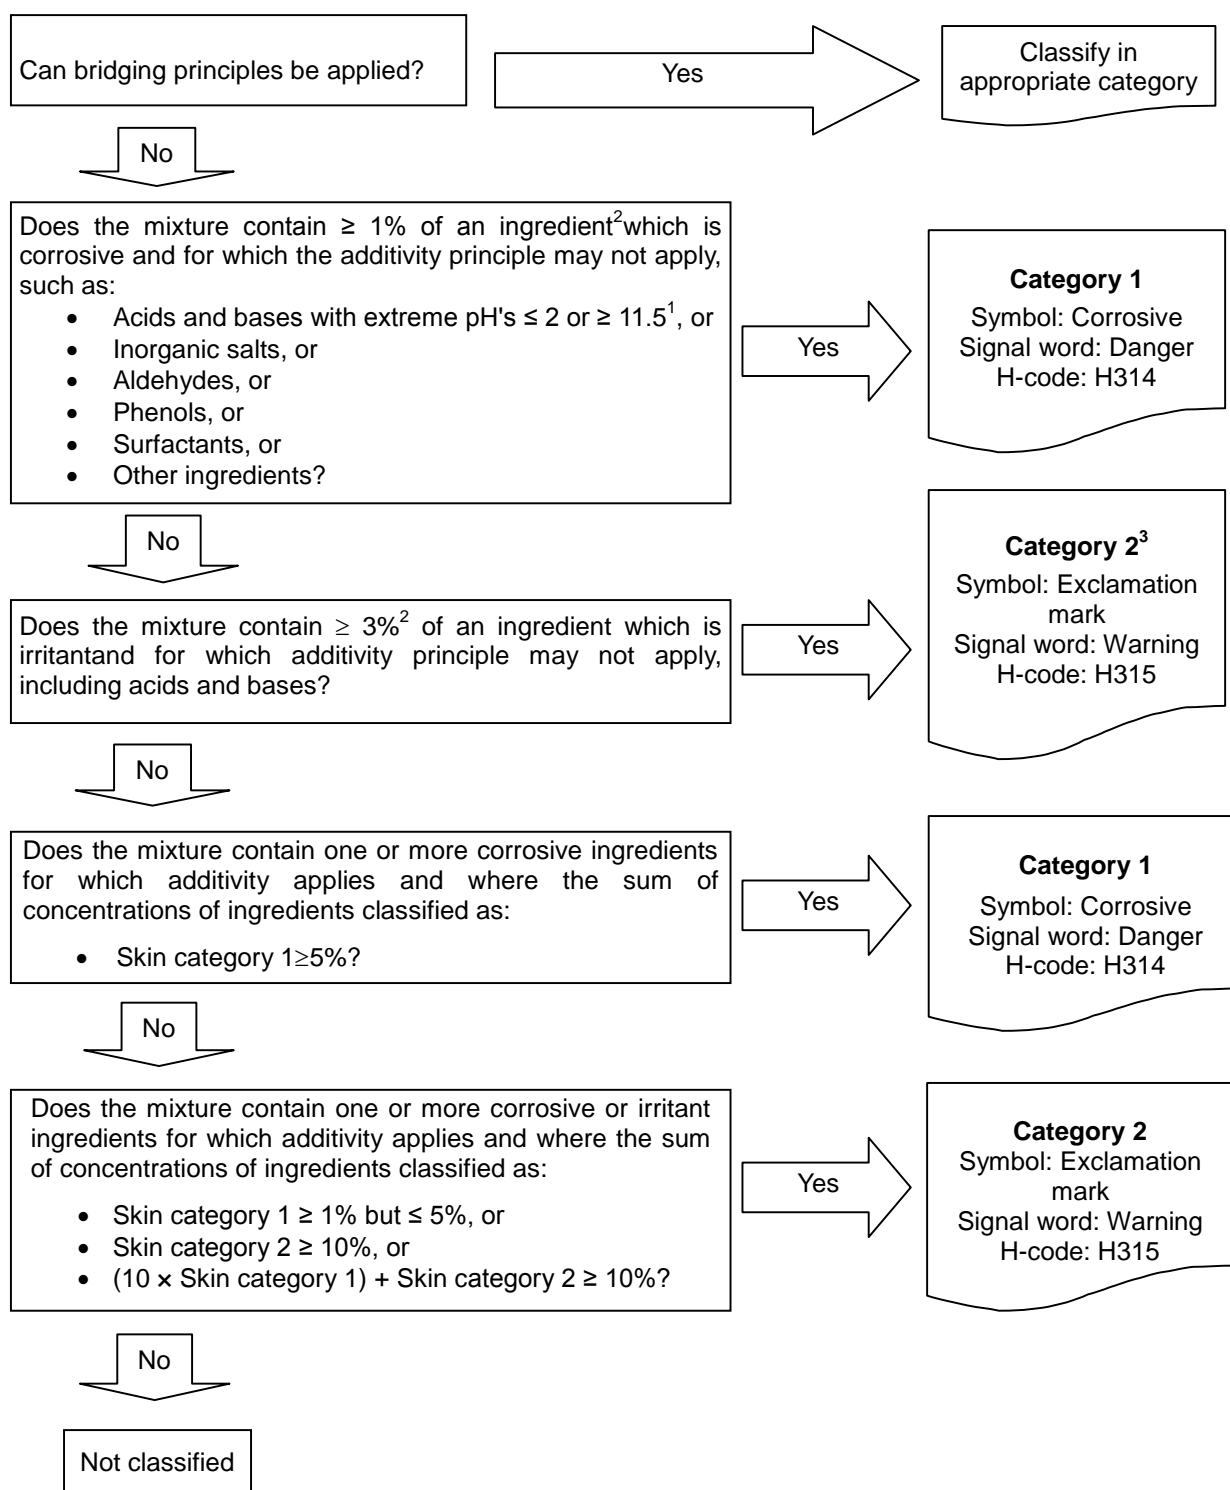 Can bridging principles be applied?
Yes
Classify in
appropriate category
No
Does the mixture contain ≥ 1% of an ingredient²which is
corrosive and for which the additivity principle may not apply,
such as:
• Acids and bases with extreme pH's ≤ 2 or ≥ 11.5¹, or
• Inorganic salts, or
• Aldehydes, or
• Phenols, or
• Surfactants, or
• Other ingredients?
Yes
Category 1
Symbol: Corrosive
Signal word: Danger
H-code: H314
No
Does the mixture contain ≥ 3%² of an ingredient which is
irritantand for which additivity principle may not apply,
including acids and bases?
Yes
Category 2³
Symbol: Exclamation
mark
Signal word: Warning
H-code: H315
No
Does the mixture contain one or more corrosive ingredients
for which additivity applies and where the sum of
concentrations of ingredients classified as:
• Skin category 1≥5%?
Yes
Category 1
Symbol: Corrosive
Signal word: Danger
H-code: H314
No
Does the mixture contain one or more corrosive or irritant
ingredients for which additivity applies and where the sum
of concentrations of ingredients classified as:
• Skin category 1 ≥ 1% but ≤ 5%, or
• Skin category 2 ≥ 10%, or
• (10 × Skin category 1) + Skin category 2 ≥ 10%?
Yes
Category 2
Symbol: Exclamation
mark
Signal word: Warning
H-code: H315
No
Not classified